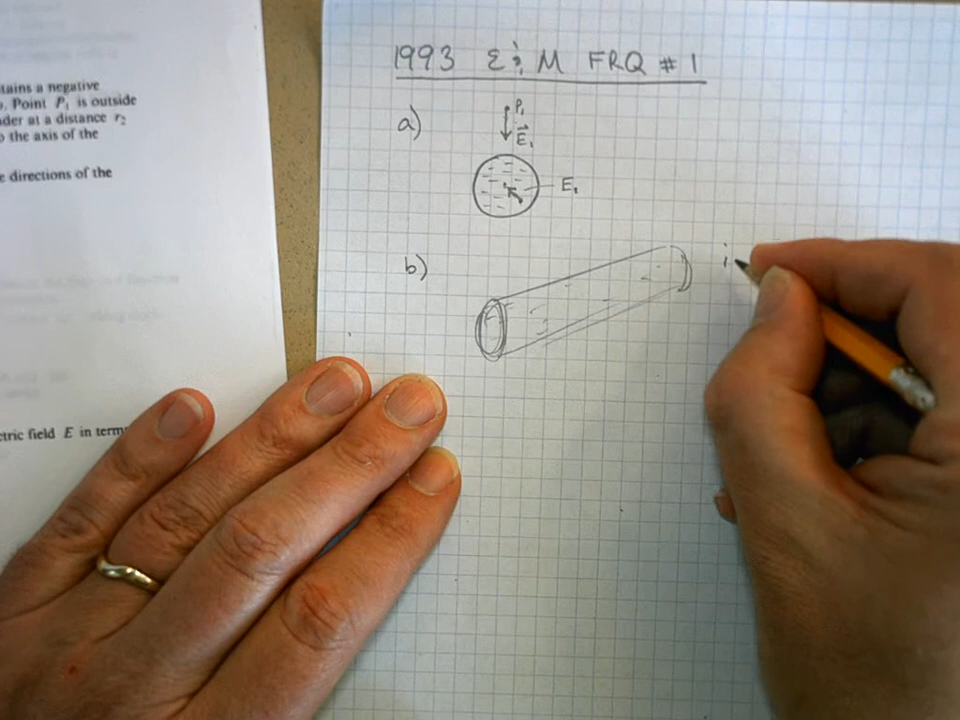 tains a negative
. Point P₁ is outside
der at a distance r₂
the axis of the
directions of the
tric field E in term
1993 E & M FRQ # 1
a)
P₁
E₁
E₁
b)
i